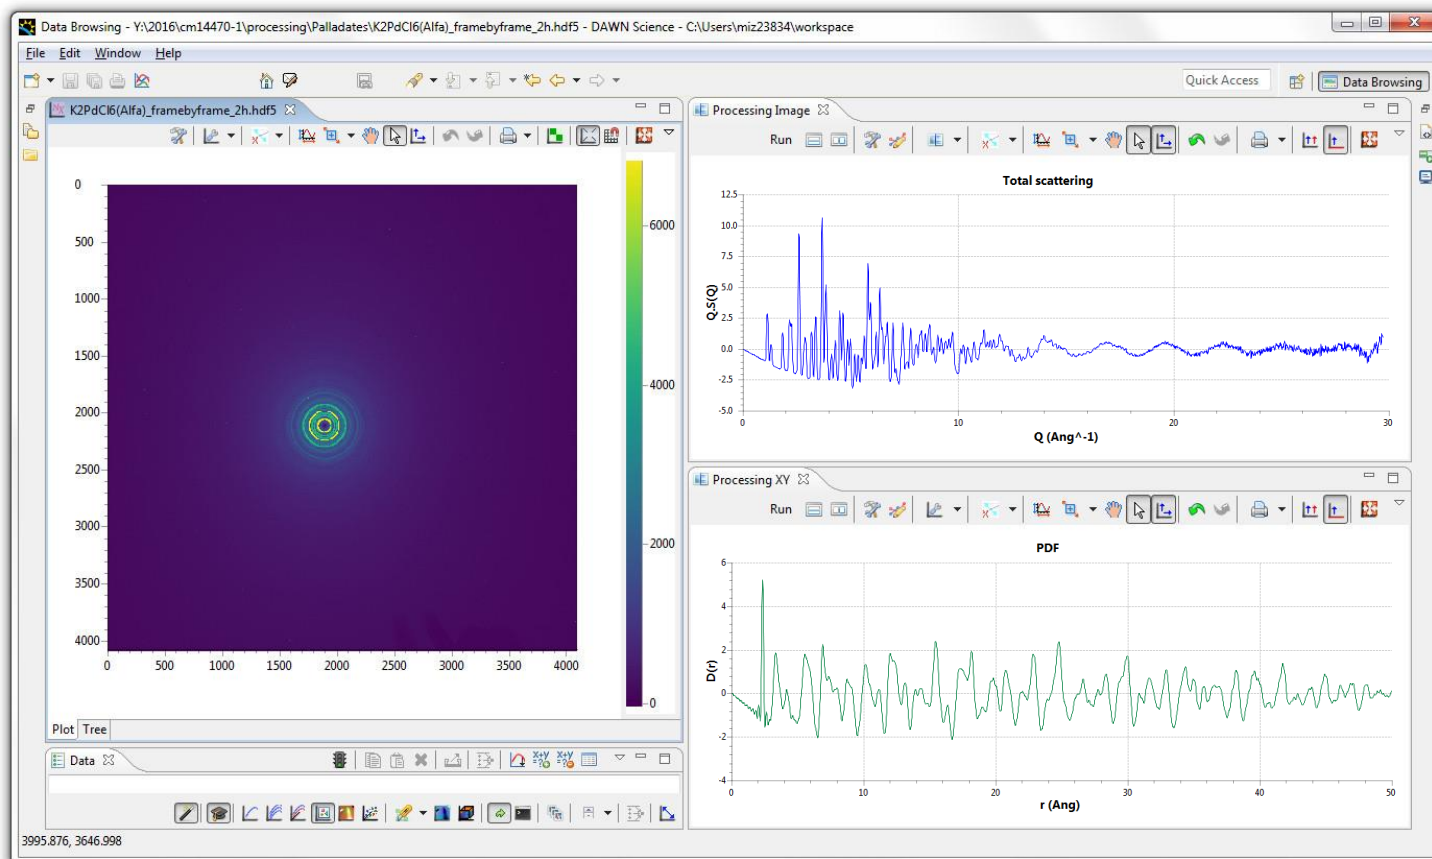 Data Browsing - Y:\2016\cm14470-1\processing\Palladates\K2PdCl6(Alfa)_framebyframe_2h.hdf5 - DAWN Science - C:\Users\miz23834\workspace
File Edit Window Help
Quick Access
Data Browsing
K2PdCl6(Alfa)_framebyframe_2h.hdf5
0
500
1000
1500
2000
2500
3000
3500
4000
0 500 1000 1500 2000 2500 3000 3500 4000
6000
4000
2000
0
Plot Tree
Processing Image
Run
Total scattering
12.5
10.0
7.5
5.0
2.5
0.0
-2.5
-5.0
Q.S(Q)
0 10 20 30
Q (Ang^-1)
Processing XY
Run
PDF
6
4
2
0
-2
-4
D(r)
0 10 20 30 40 50
r (Ang)
Data
3995.876, 3646.998